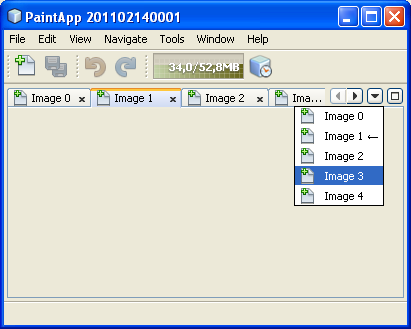 PaintApp 201102140001
File Edit View Navigate Tools Window Help
34,0/52,8MB
Image 0 Image 1 Image 2 Ima...
Image 0
Image 1 ←
Image 2
Image 3
Image 4